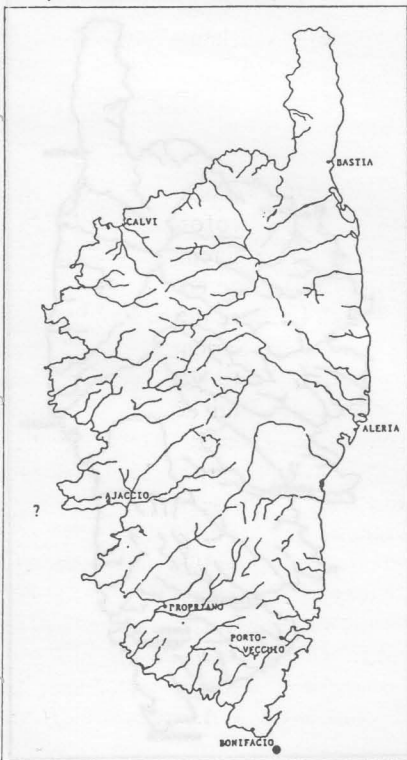 BASTIA
CALVI
ALERIA
AJACCIO
?
PROPRIANO
PORTO-
VECCHIO
BONIFACIO